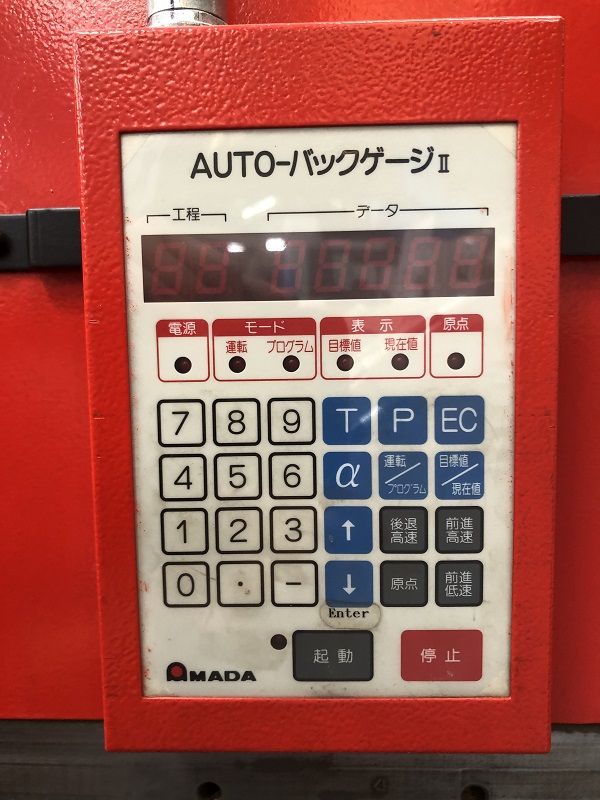 AUTO-バックゲージⅡ
工程 データ
電源 モード 表示 原点
運転 プログラム 目標値 現在値
7 8 9 T P EC
4 5 6 α 運転/プログラム 目標値/現在値
1 2 3 ↑ 後退高速 前進高速
0 . - ↓ 原点 前進低速
Enter
起動 停止
AMADA